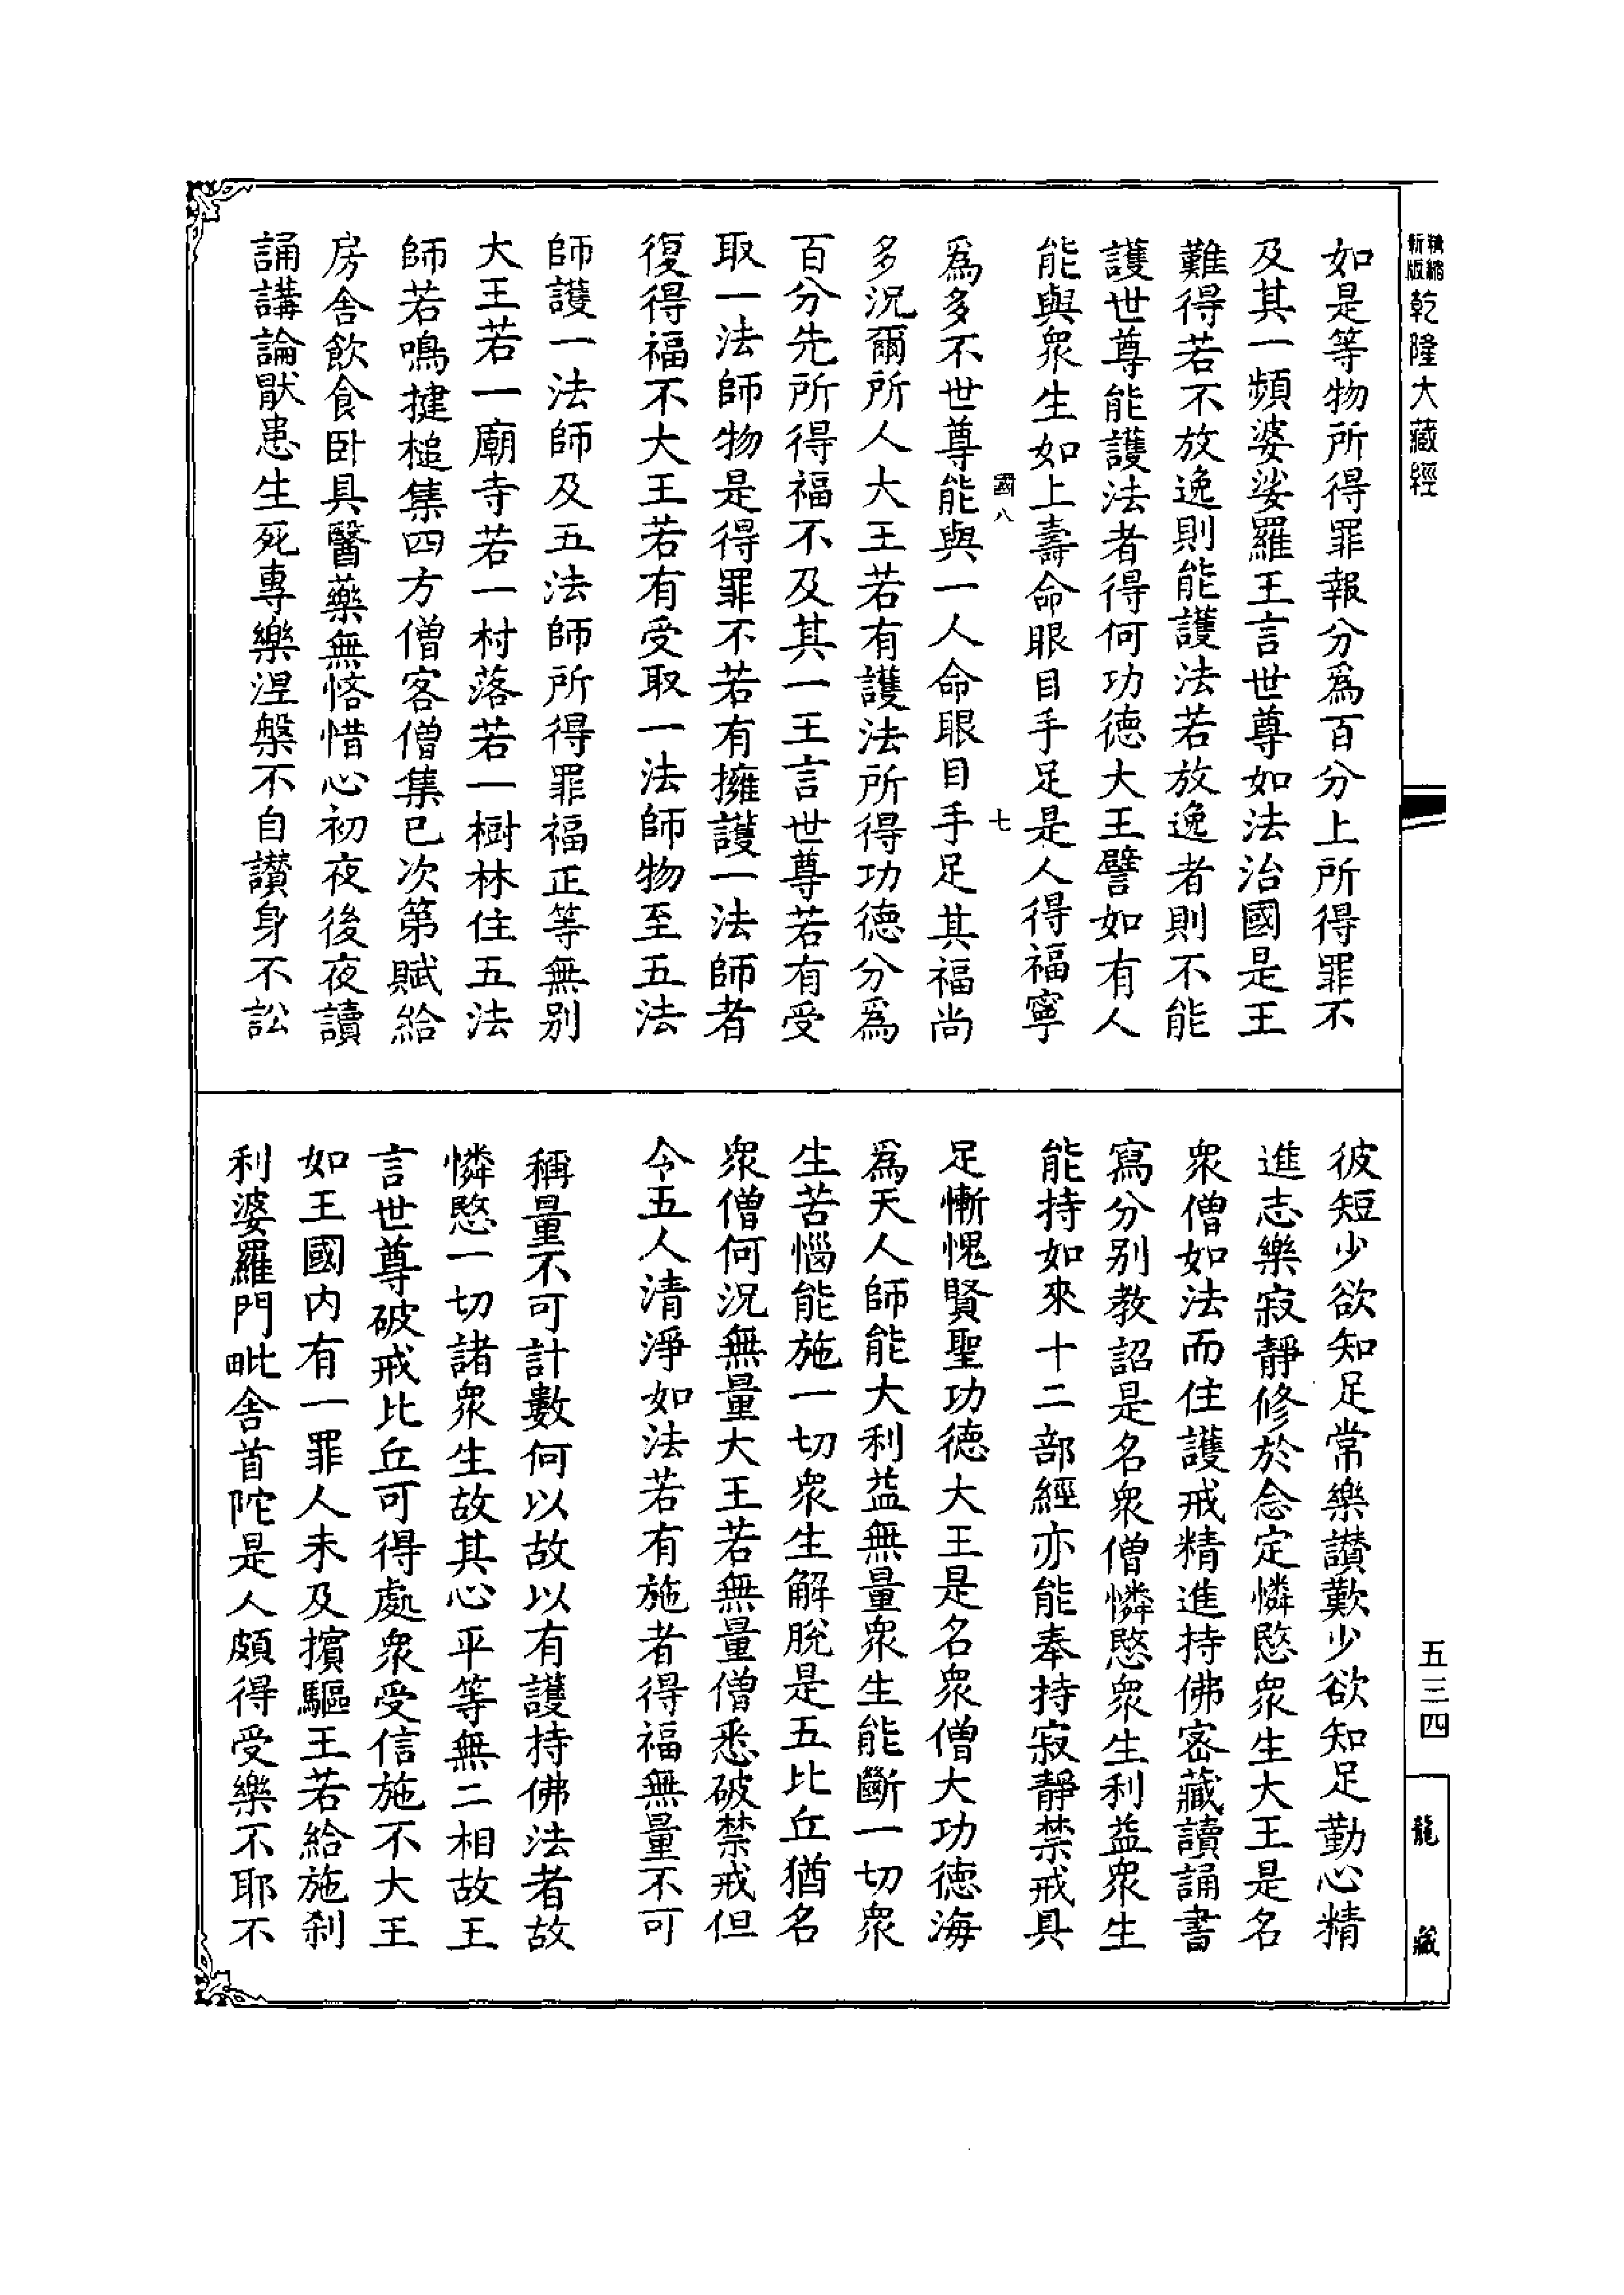 新版精縮乾隆大藏經
如是等物所得罪報分爲百分上所得罪不
及其一頻婆娑羅王言世尊如法治國是王
難得若不放逸則能護法若放逸者則不能
護世尊能護法者得何功德大王譬如有人
能與衆生如上壽命眼目手足是人得福寧
國八 七
爲多不世尊能與一人命眼目手足其福尚
多況爾所人大王若有護法所得功德分爲
百分先所得福不及其一王言世尊若有受
取一法師物是得罪不若有擁護一法師者
復得福不大王若有受取一法師物至五法
師護一法師及五法師所得罪福正等無别
大王若一廟寺若一村落若一樹林住五法
師若鳴揵槌集四方僧客僧集已次第賦給
房舍飲食卧具醫藥無悋惜心初夜後夜讀
誦講論猒患生死專樂涅槃不自讃身不訟
彼短少欲知足常樂讃歎少欲知足勤心精
進志樂寂靜修於念定憐愍衆生大王是名
衆僧如法而住護戒精進持佛密藏讀誦書
寫分别教詔是名衆僧憐愍衆生利益衆生
能持如來十二部經亦能奉持寂靜禁戒具
足慚愧賢聖功德大王是名衆僧大功德海
爲天人師能大利益無量衆生能斷一切衆
生苦惱能施一切衆生解脫是五比丘猶名
衆僧何況無量大王若無量僧悉破禁戒但
令五人清淨如法若有施者得福無量不可
稱量不可計數何以故以有護持佛法者故
憐愍一切諸衆生故其心平等無二相故王
言世尊破戒比丘可得處衆受信施不大王
如王國内有一罪人未及擯驅王若給施刹
利婆羅門毗舍首陀是人頗得受樂不耶不
五三四
龍藏